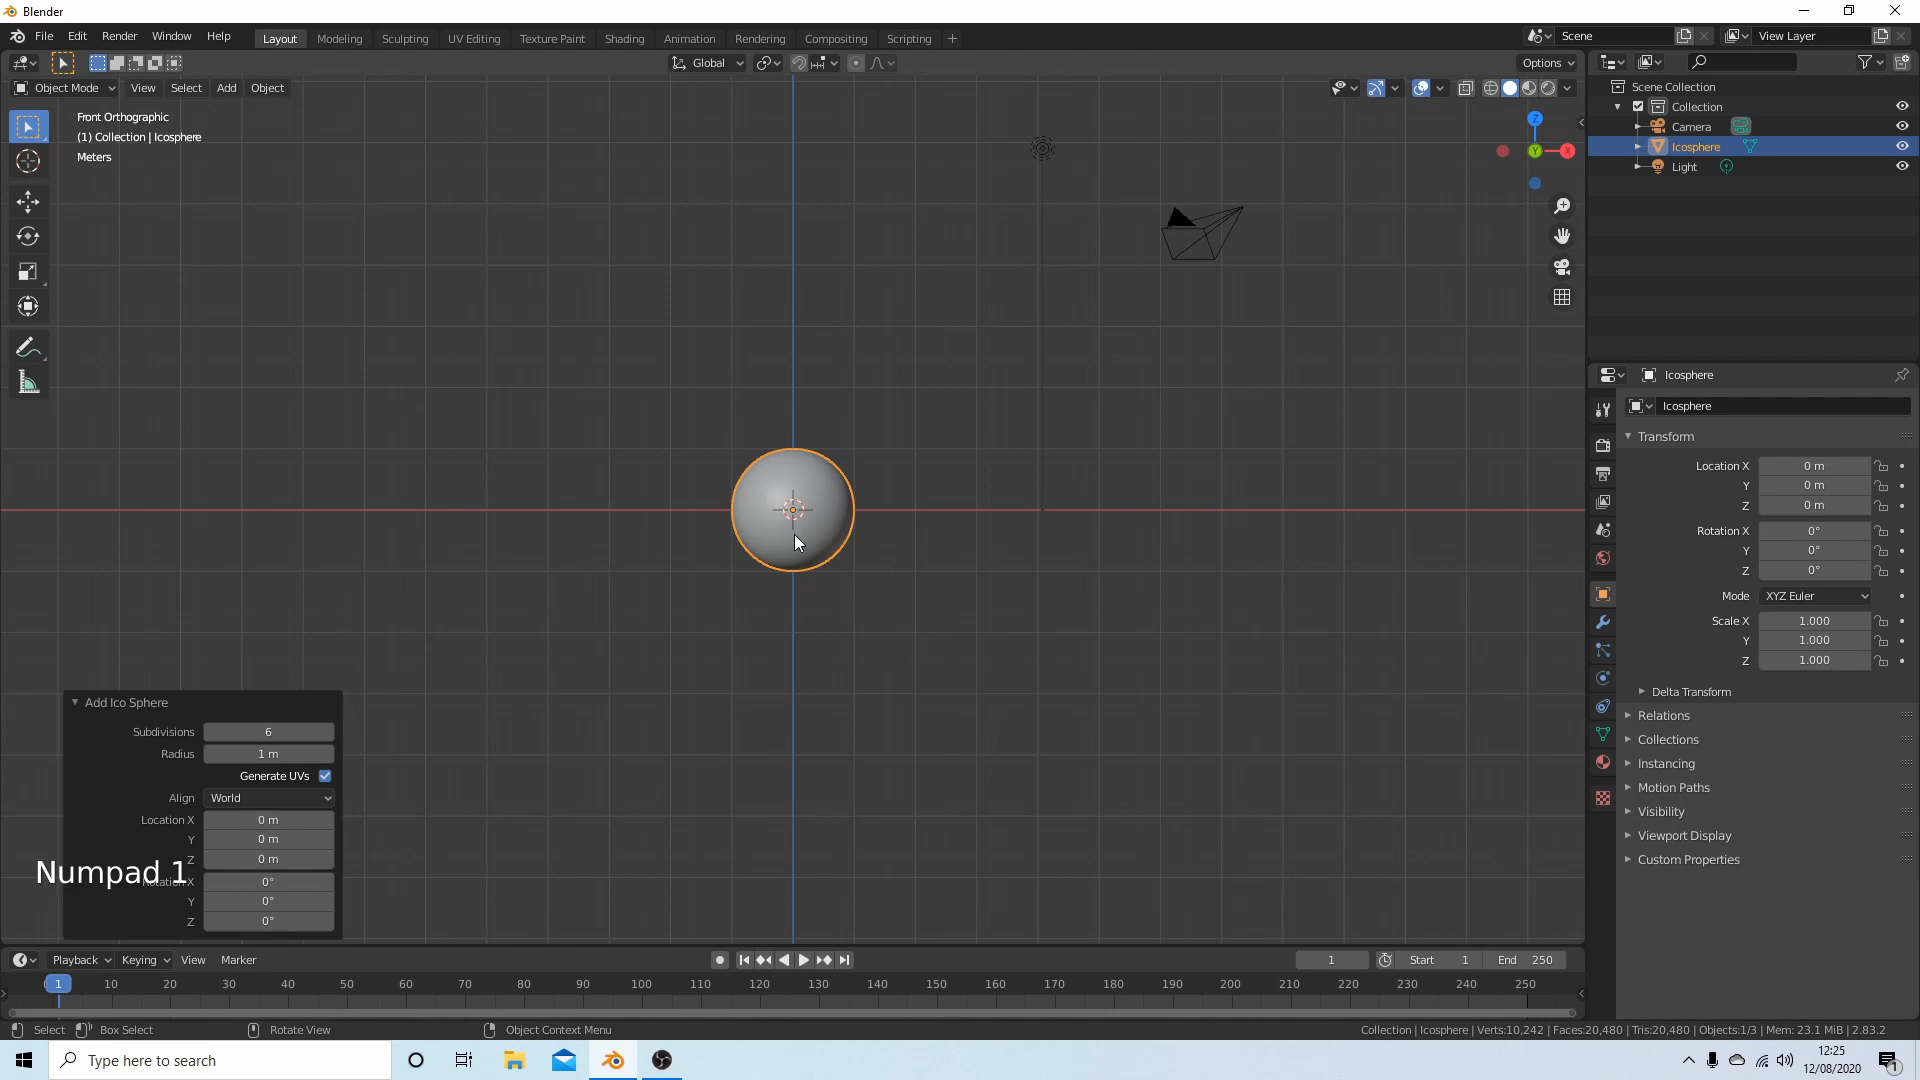 Blender
File Edit Render Window Help
Layout Modeling Sculpting UV Editing Texture Paint Shading Animation Rendering Compositing Scripting +
Scene
View Layer
Global
Options
Object Mode View Select Add Object
Front Orthographic
(1) Collection | Icosphere
Meters
Z
Y
X
Scene Collection
Collection
Camera
Icosphere
Light
Icosphere
Icosphere
Transform
Location X 0 m
Y 0 m
Z 0 m
Rotation X 0°
Y 0°
Z 0°
Mode XYZ Euler
Scale X 1.000
Y 1.000
Z 1.000
Delta Transform
Relations
Collections
Instancing
Motion Paths
Visibility
Viewport Display
Custom Properties
Add Ico Sphere
Subdivisions 6
Radius 1 m
Generate UVs
Align World
Location X 0 m
Y 0 m
Z 0 m
Rotation X 0°
Y 0°
Z 0°
Numpad 1
Playback Keying View Marker
1 Start 1 End 250
1 10 20 30 40 50 60 70 80 90 100 110 120 130 140 150 160 170 180 190 200 210 220 230 240 250
Select Box Select Rotate View Object Context Menu
Collection | Icosphere | Verts:10,242 | Faces:20,480 | Tris:20,480 | Objects:1/3 | Mem: 23.1 MiB | 2.83.2
Type here to search
12:25
12/08/2020
1